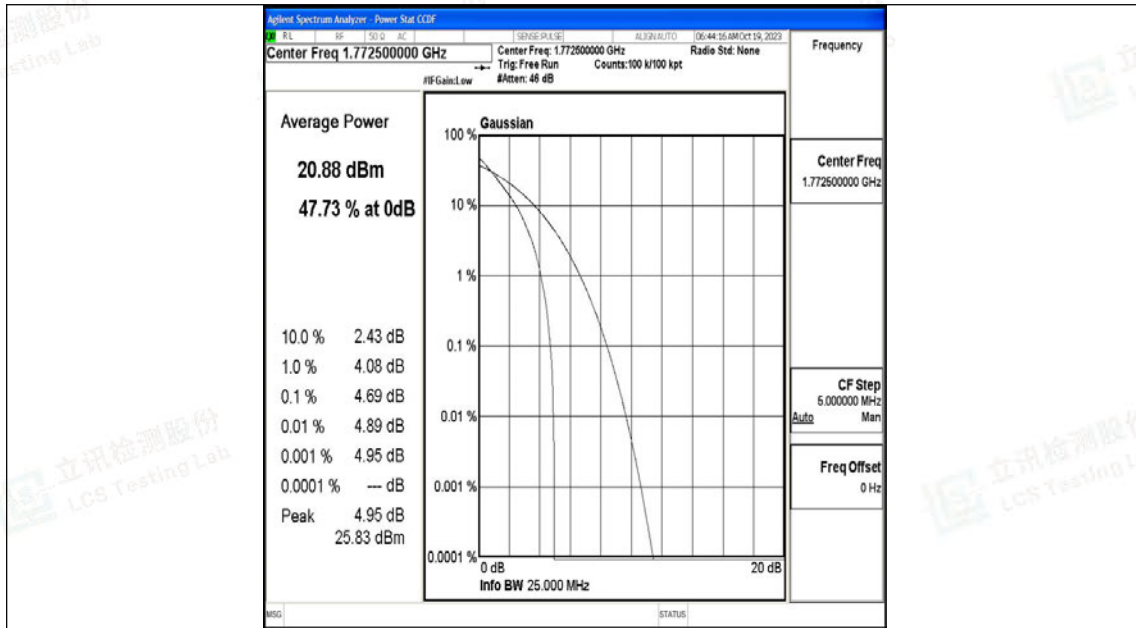 Agilent Spectrum Analyzer - Power Stat CCDF
RL RF 50 Ω AC SENSE:PULSE ALIGNAUTO 06:44:16 AM Oct 19, 2023
Center Freq 1.772500000 GHz
Center Freq: 1.772500000 GHz Radio Std: None
Trig: Free Run Counts:100 k/100 kpt
#IFGain:Low #Atten: 46 dB
Frequency
Average Power
20.88 dBm
47.73 % at 0dB
10.0 % 2.43 dB
1.0 % 4.08 dB
0.1 % 4.69 dB
0.01 % 4.89 dB
0.001 % 4.95 dB
0.0001 % --- dB
Peak 4.95 dB
25.83 dBm
Gaussian
100 %
10 %
1 %
0.1 %
0.01 %
0.001 %
0.0001 %
0 dB 20 dB
Info BW 25.000 MHz
Center Freq
1.772500000 GHz
CF Step
5.000000 MHz
Auto Man
Freq Offset
0 Hz
MSG STATUS
立讯检测股份
LCS Testing Lab
立讯检测股份
LCS Testing L